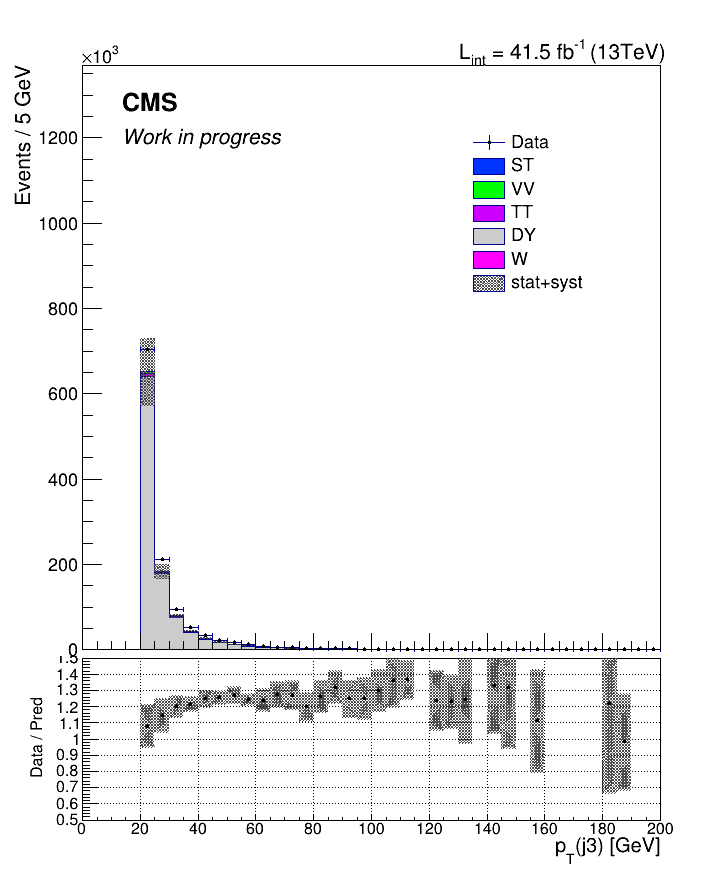 ×10³
L_int = 41.5 fb⁻¹ (13TeV)
Events / 5 GeV
CMS
Work in progress
Data
ST
VV
TT
DY
W
stat+syst
1200
1000
800
600
400
200
0
Data / Pred
1.5
1.4
1.3
1.2
1.1
1
0.9
0.8
0.7
0.6
0.5
0 20 40 60 80 100 120 140 160 180 200
p_T(j3) [GeV]